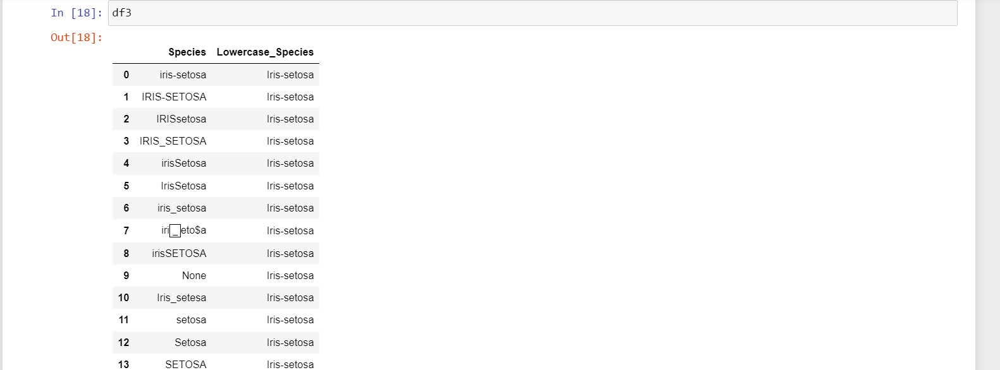 In [18]: df3
Out[18]:
Species Lowercase_Species
0 iris-setosa Iris-setosa
1 IRIS-SETOSA Iris-setosa
2 IRISsetosa Iris-setosa
3 IRIS_SETOSA Iris-setosa
4 irisSetosa Iris-setosa
5 IrisSetosa Iris-setosa
6 iris_setosa Iris-setosa
7 iri_eto$a Iris-setosa
8 irisSETOSA Iris-setosa
9 None Iris-setosa
10 Iris_setesa Iris-setosa
11 setosa Iris-setosa
12 Setosa Iris-setosa
13 SETOSA Iris-setosa